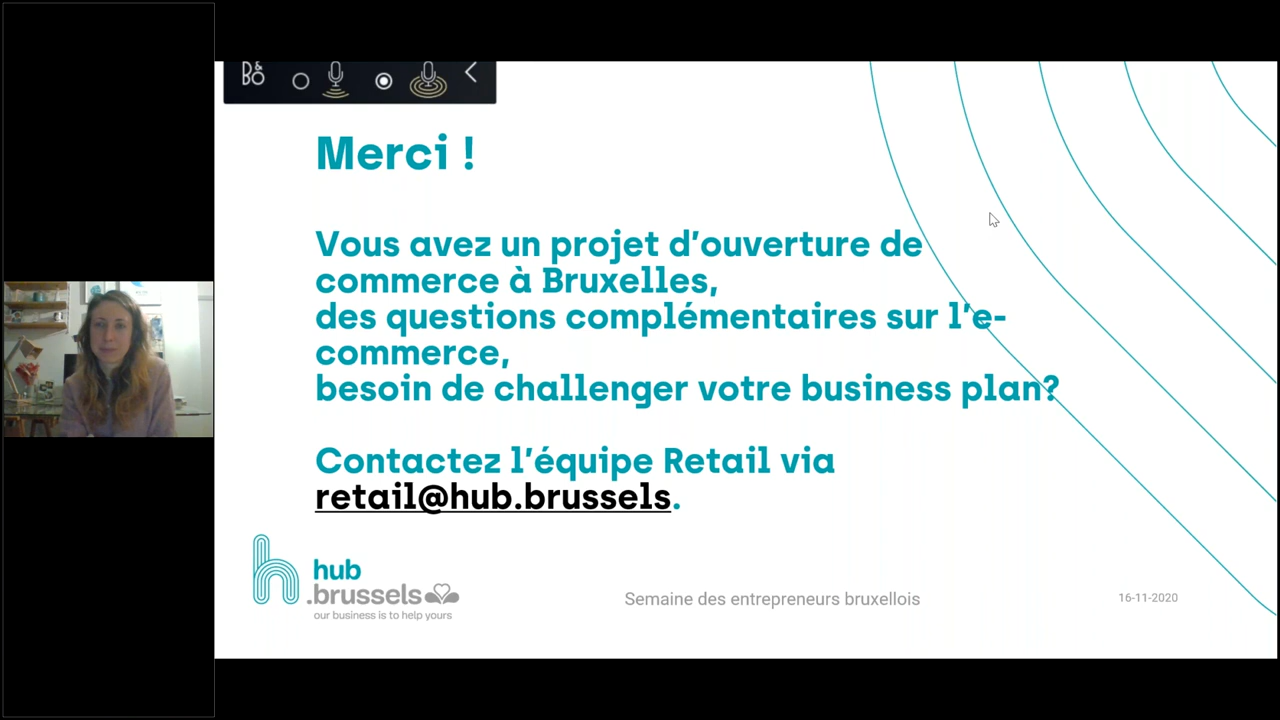 B&O
Merci !
Vous avez un projet d’ouverture de
commerce à Bruxelles,
des questions complémentaires sur l’e-
commerce,
besoin de challenger votre business plan?
Contactez l’équipe Retail via
retail@hub.brussels.
hub
.brussels
our business is to help yours
Semaine des entrepreneurs bruxellois
16-11-2020